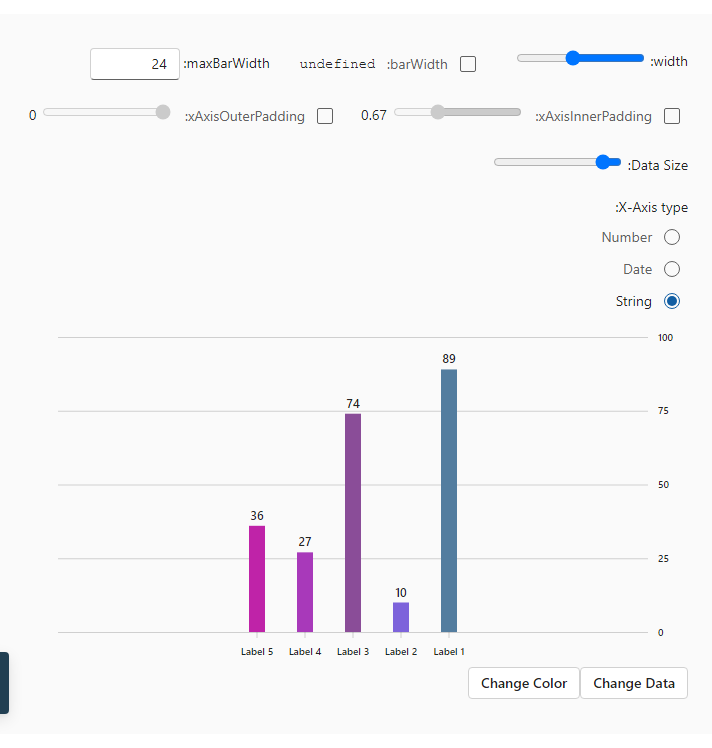 width:
barWidth: undefined
maxBarWidth: 24
xAxisInnerPadding: 0.67
xAxisOuterPadding: 0
Data Size:
X-Axis type:
Number
Date
String
100
75
50
25
0
89
10
74
27
36
Label 1
Label 2
Label 3
Label 4
Label 5
Change Data
Change Color